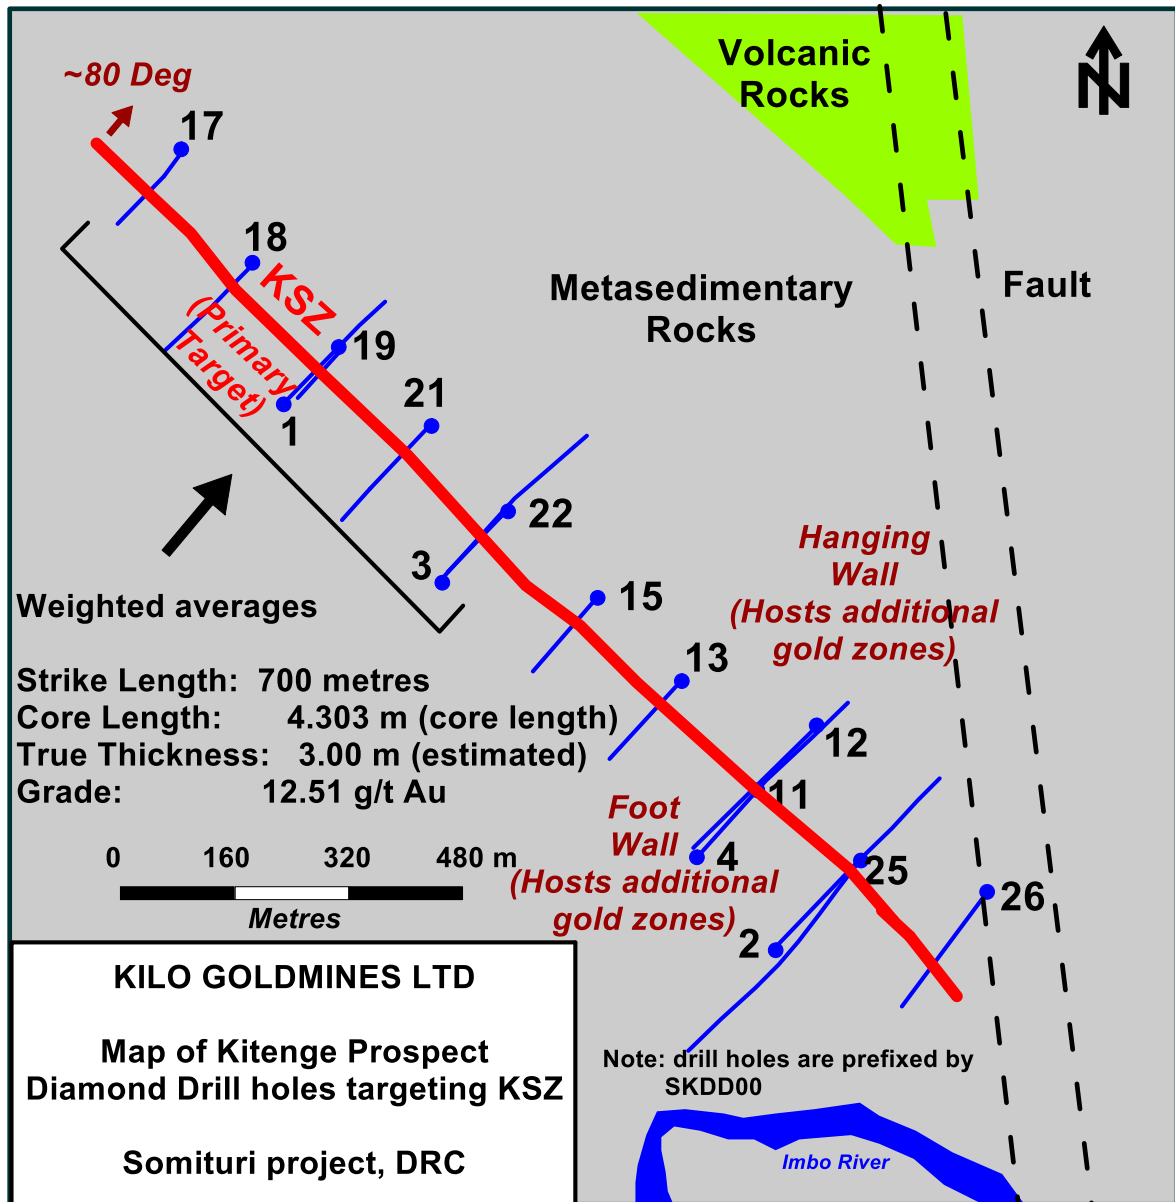 ~80 Deg
17
Volcanic
Rocks
N
18
KSZ
(Primary
Target)
Metasedimentary
Rocks
Fault
19
1
21
22
3
Hanging
Wall
(Hosts additional
gold zones)
15
13
12
11
4
25
2
26
Weighted averages
Strike Length: 700 metres
Core Length: 4.303 m (core length)
True Thickness: 3.00 m (estimated)
Grade: 12.51 g/t Au
Foot
Wall
(Hosts additional
gold zones)
0 160 320 480 m
Metres
KILO GOLDMINES LTD
Map of Kitenge Prospect
Diamond Drill holes targeting KSZ
Somituri project, DRC
Note: drill holes are prefixed by
SKDD00
Imbo River